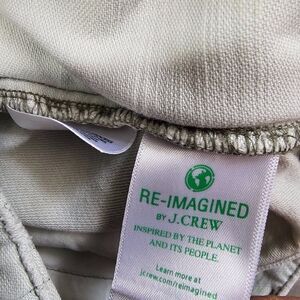 RE-IMAGINED
BY J.CREW
INSPIRED BY THE PLANET
AND ITS PEOPLE.
Learn more at
jcrew.com/reimagined